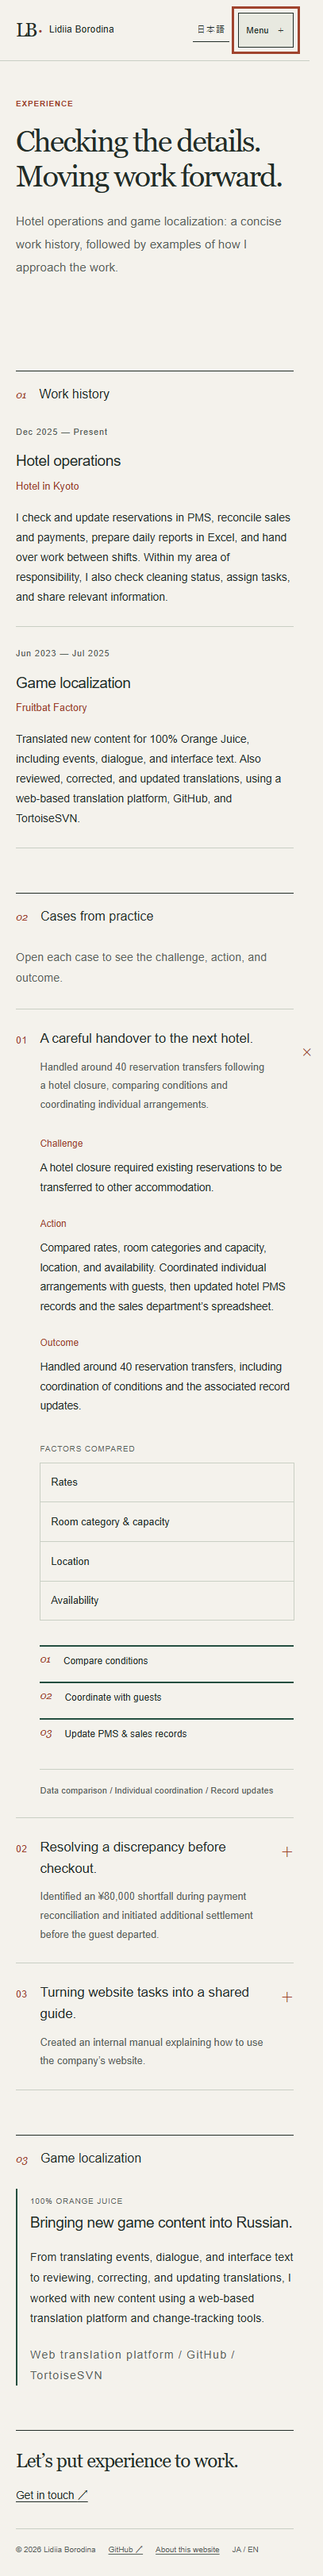 LB. Lidiia Borodina
日本語
Menu +
EXPERIENCE
Checking the details.
Moving work forward.
Hotel operations and game localization: a concise
work history, followed by examples of how I
approach the work.
01 Work history
Dec 2025 — Present
Hotel operations
Hotel in Kyoto
I check and update reservations in PMS, reconcile sales
and payments, prepare daily reports in Excel, and hand
over work between shifts. Within my area of
responsibility, I also check cleaning status, assign tasks,
and share relevant information.
Jun 2023 — Jul 2025
Game localization
Fruitbat Factory
Translated new content for 100% Orange Juice,
including events, dialogue, and interface text. Also
reviewed, corrected, and updated translations, using a
web-based translation platform, GitHub, and
TortoiseSVN.
02 Cases from practice
Open each case to see the challenge, action, and
outcome.
01 A careful handover to the next hotel.
Handled around 40 reservation transfers following
a hotel closure, comparing conditions and
coordinating individual arrangements.
Challenge
A hotel closure required existing reservations to be
transferred to other accommodation.
Action
Compared rates, room categories and capacity,
location, and availability. Coordinated individual
arrangements with guests, then updated hotel PMS
records and the sales department's spreadsheet.
Outcome
Handled around 40 reservation transfers, including
coordination of conditions and the associated record
updates.
FACTORS COMPARED
Rates
Room category & capacity
Location
Availability
01 Compare conditions
02 Coordinate with guests
03 Update PMS & sales records
Data comparison / Individual coordination / Record updates
02 Resolving a discrepancy before
checkout.
Identified an ¥80,000 shortfall during payment
reconciliation and initiated additional settlement
before the guest departed.
03 Turning website tasks into a shared
guide.
Created an internal manual explaining how to use
the company's website.
03 Game localization
100% ORANGE JUICE
Bringing new game content into Russian.
From translating events, dialogue, and interface text
to reviewing, correcting, and updating translations, I
worked with new content using a web-based
translation platform and change-tracking tools.
Web translation platform / GitHub /
TortoiseSVN
Let's put experience to work.
Get in touch ↗
© 2026 Lidiia Borodina GitHub ↗ About this website JA / EN